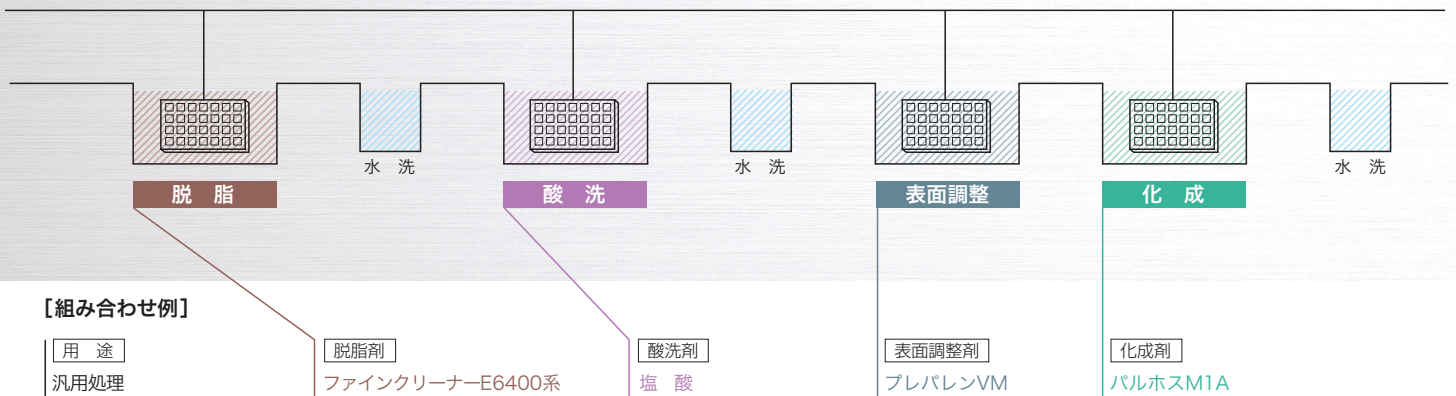 水 洗
水 洗
水 洗
脱 脂
酸 洗
表面調整
化 成
[組み合わせ例]
用 途
脱脂剤
酸洗剤
表面調整剤
化成剤
汎用処理
ファインクリーナーE6400系
塩 酸
プレパレンVM
パルホスM1A